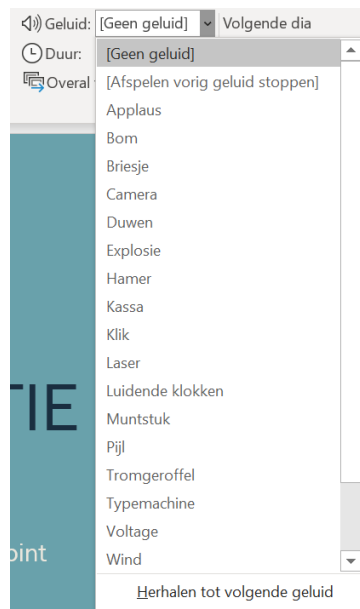 Geluid: [Geen geluid] Volgende dia
Duur: [Geen geluid]
Overal [Afspelen vorig geluid stoppen]
Applaus
Bom
Briesje
Camera
Duwen
Explosie
Hamer
Kassa
Klik
Laser
Luidende klokken
TIE
Muntstuk
Pijl
Tromgeroffel
Typemachine
Voltage
oint
Wind
Herhalen tot volgende geluid